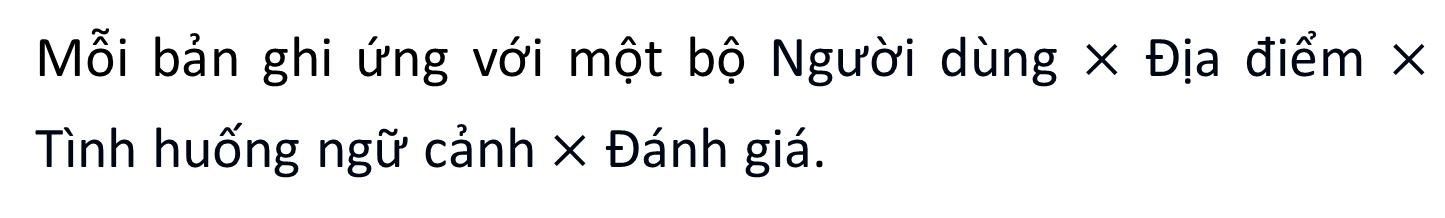 Mỗi bản ghi ứng với một bộ Người dùng × Địa điểm ×
Tình huống ngữ cảnh × Đánh giá.